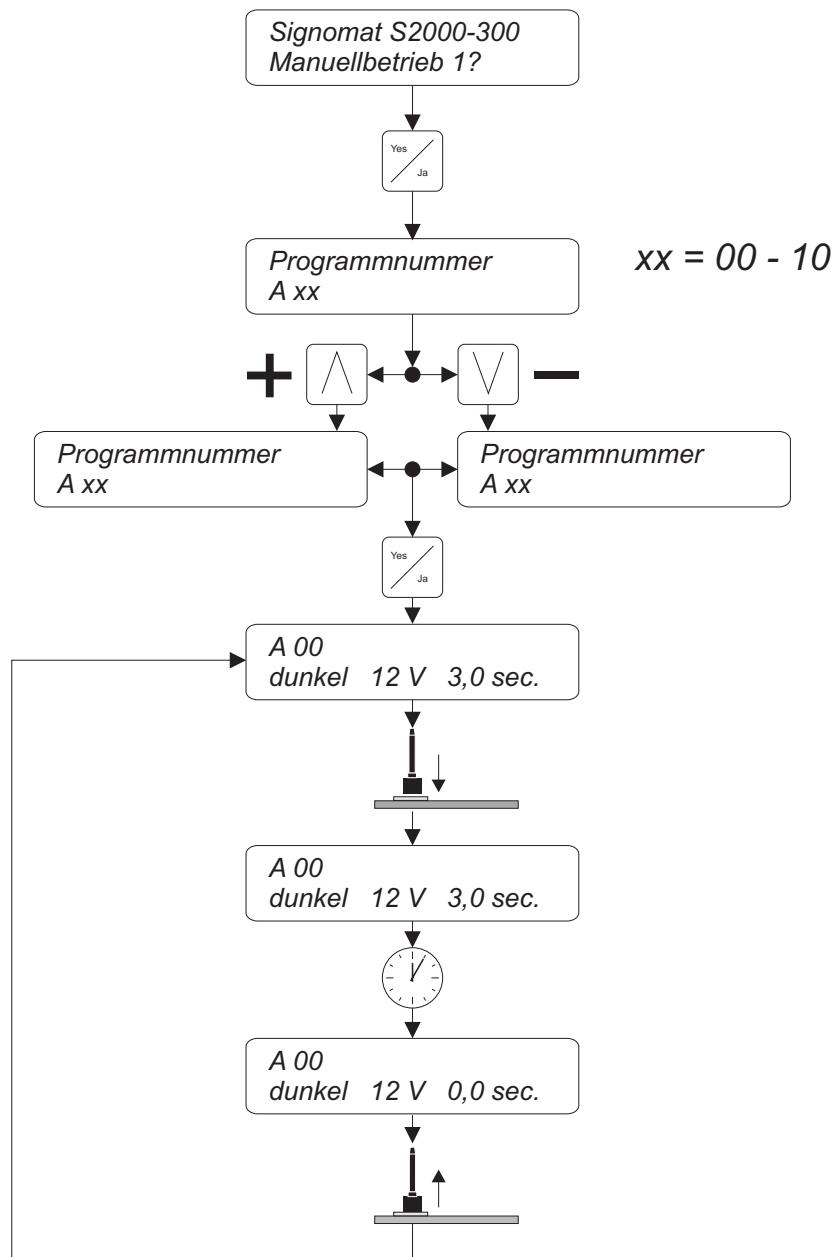 Signomat S2000-300
Manuellbetrieb 1?
Yes
Ja
Programmnummer
A xx
xx = 00 - 10
Programmnummer
A xx
Programmnummer
A xx
Yes
Ja
A 00
dunkel 12 V 3,0 sec.
A 00
dunkel 12 V 3,0 sec.
A 00
dunkel 12 V 0,0 sec.